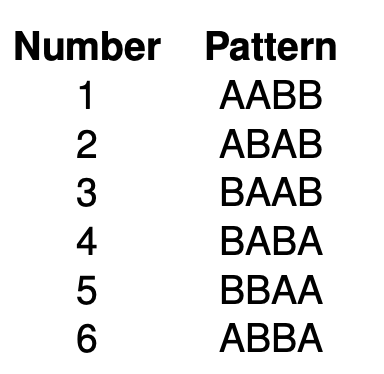 Number Pattern
1 AABB
2 ABAB
3 BAAB
4 BABA
5 BBAA
6 ABBA